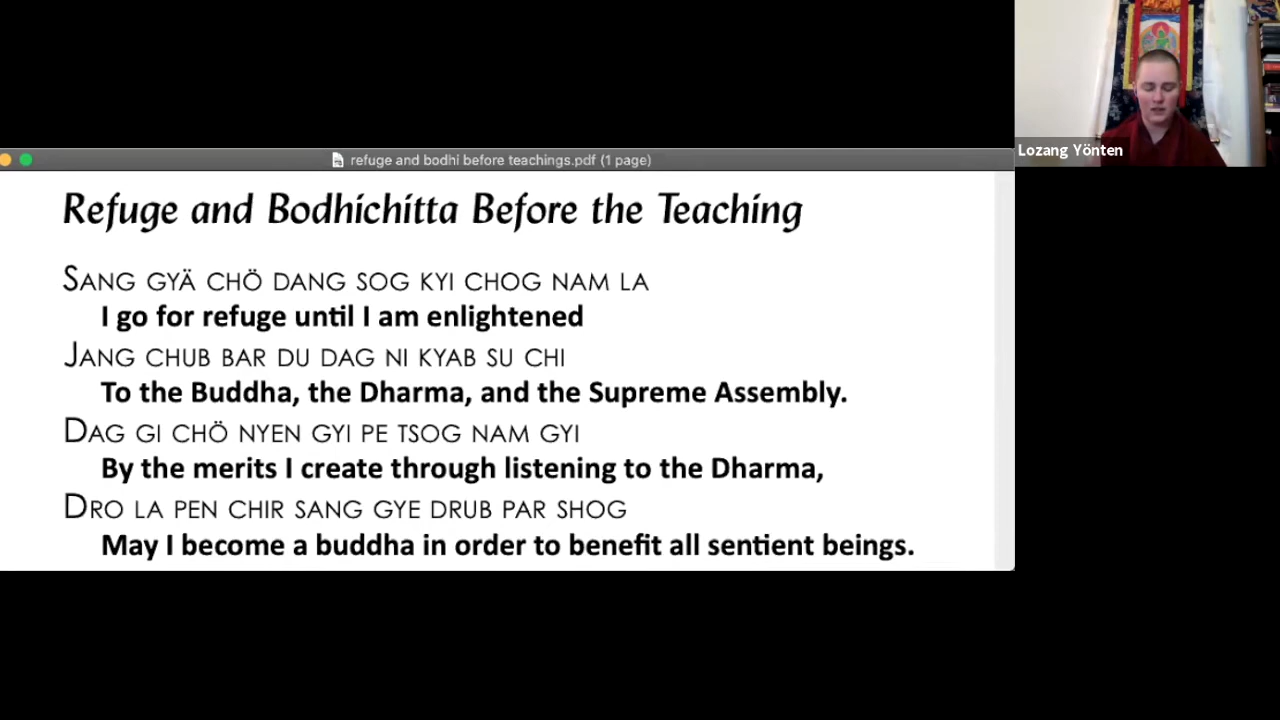 refuge and bodhi before teachings.pdf (1 page)
Lozang Yönten
Refuge and Bodhichitta Before the Teaching
SANG GYÄ CHÖ DANG SOG KYI CHOG NAM LA
I go for refuge until I am enlightened
JANG CHUB BAR DU DAG NI KYAB SU CHI
To the Buddha, the Dharma, and the Supreme Assembly.
DAG GI CHÖ NYEN GYI PE TSOG NAM GYI
By the merits I create through listening to the Dharma,
DRO LA PEN CHIR SANG GYE DRUB PAR SHOG
May I become a buddha in order to benefit all sentient beings.